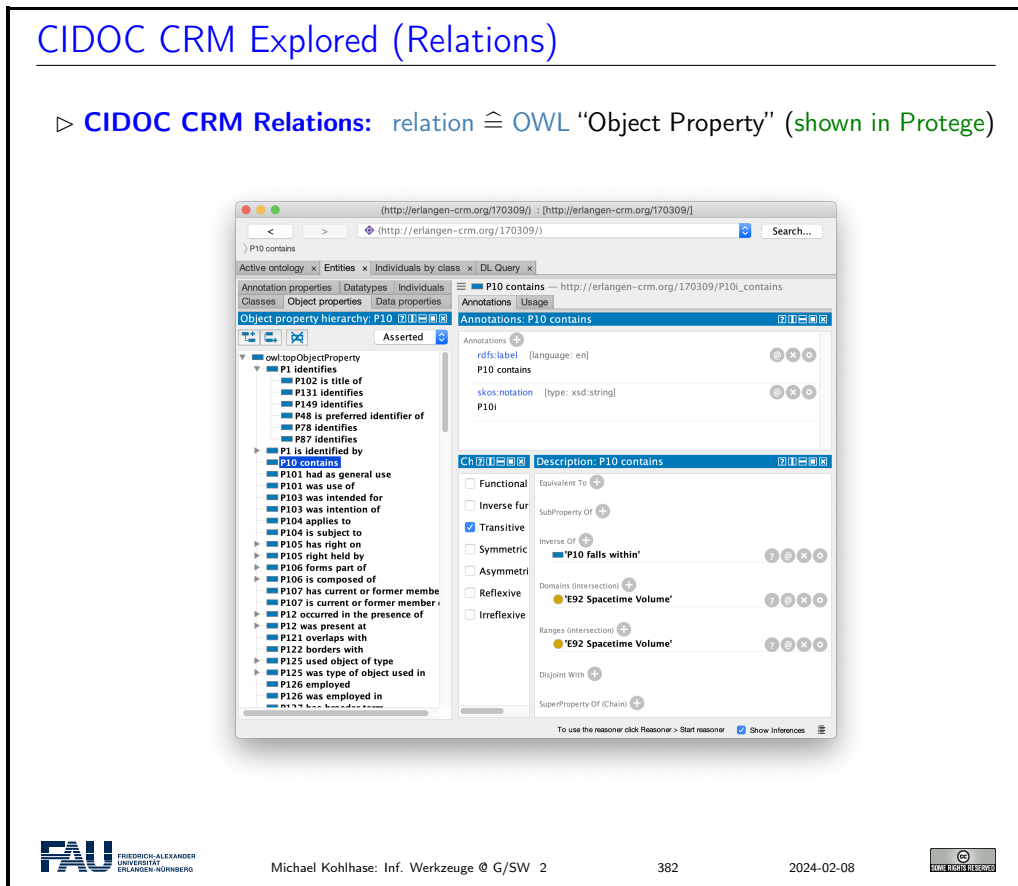 CIDOC CRM Explored (Relations)
▷ CIDOC CRM Relations: relation ≙ OWL “Object Property” (shown in Protege)
(http://erlangen-crm.org/170309/) : [http://erlangen-crm.org/170309/]
< > (http://erlangen-crm.org/170309/) Search...
〉P10 contains
Active ontology × Entities × Individuals by class × DL Query ×
Annotation properties Datatypes Individuals
Classes Object properties Data properties
Object property hierarchy: P10
Asserted
owl:topObjectProperty
P1 identifies
P102 is title of
P131 identifies
P149 identifies
P48 is preferred identifier of
P78 identifies
P87 identifies
P1 is identified by
P10 contains
P101 had as general use
P101 was use of
P103 was intended for
P103 was intention of
P104 applies to
P104 is subject to
P105 has right on
P105 right held by
P106 forms part of
P106 is composed of
P107 has current or former membe
P107 is current or former member
P12 occurred in the presence of
P12 was present at
P121 overlaps with
P122 borders with
P125 used object of type
P125 was type of object used in
P126 employed
P126 was employed in
P127 has broader term
P10 contains — http://erlangen-crm.org/170309/P10i_contains
Annotations Usage
Annotations: P10 contains
Annotations
rdfs:label [language: en]
P10 contains
skos:notation [type: xsd:string]
P10i
Ch
Functional
Inverse fur
Transitive
Symmetric
Asymmetri
Reflexive
Irreflexive
Description: P10 contains
Equivalent To
SubProperty Of
Inverse Of
'P10 falls within'
Domains (intersection)
'E92 Spacetime Volume'
Ranges (intersection)
'E92 Spacetime Volume'
Disjoint With
SuperProperty Of (Chain)
To use the reasoner click Reasoner > Start reasoner Show Inferences
FAU FRIEDRICH-ALEXANDER
UNIVERSITÄT
ERLANGEN-NÜRNBERG
Michael Kohlhase: Inf. Werkzeuge @ G/SW 2 382 2024-02-08
cc
SOME RIGHTS RESERVED